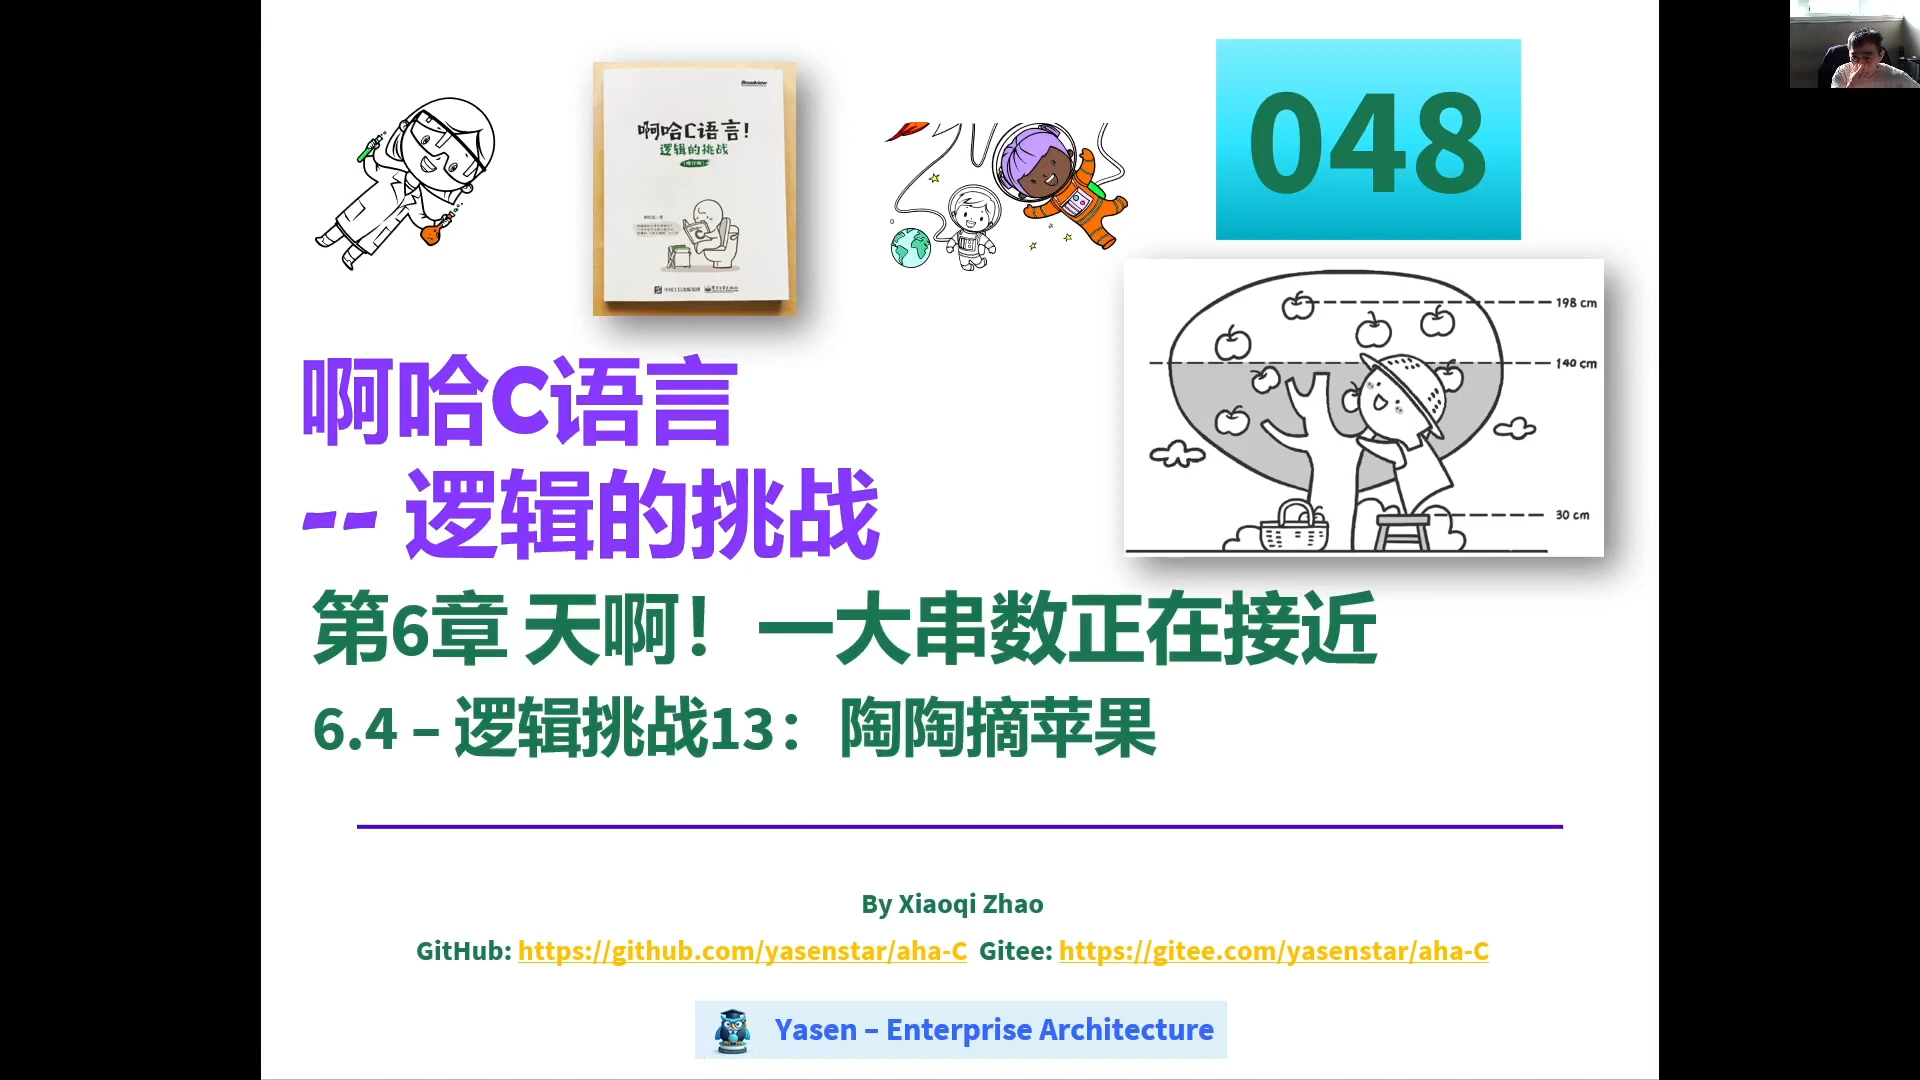 Broadview
啊哈C语言!
逻辑的挑战
048
198 cm
140 cm
30 cm
啊哈C语言
-- 逻辑的挑战
第6章 天啊！一大串数正在接近
6.4 – 逻辑挑战13：陶陶摘苹果
By Xiaoqi Zhao
GitHub: https://github.com/yasenstar/aha-C Gitee: https://gitee.com/yasenstar/aha-C
Yasen – Enterprise Architecture